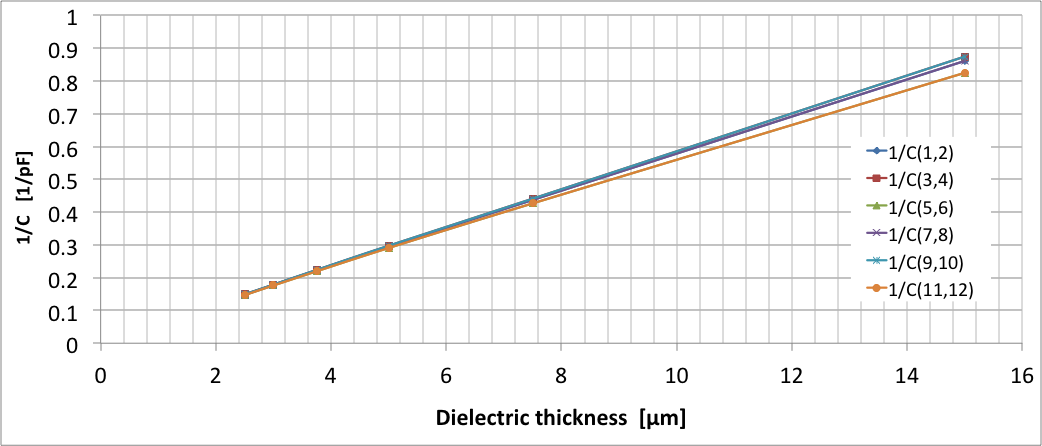 1
0.9
0.8
0.7
0.6
0.5
0.4
0.3
0.2
0.1
0
1/C [1/pF]
1/C(1,2)
1/C(3,4)
1/C(5,6)
1/C(7,8)
1/C(9,10)
1/C(11,12)
0 2 4 6 8 10 12 14 16
Dielectric thickness [μm]